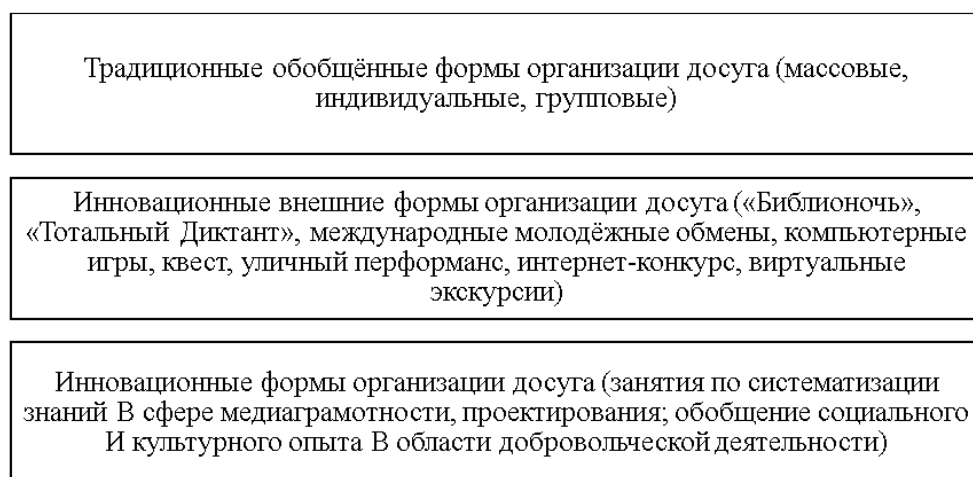 Традиционные обобщённые формы организации досуга (массовые,
индивидуальные, групповые)
Инновационные внешние формы организации досуга («Библионочь»,
«Тотальный Диктант», международные молодёжные обмены, компьютерные
игры, квест, уличный перформанс, интернет-конкурс, виртуальные
экскурсии)
Инновационные формы организации досуга (занятия по систематизации
знаний В сфере медиаграмотности, проектирования; обобщение социального
И культурного опыта В области добровольческой деятельности)